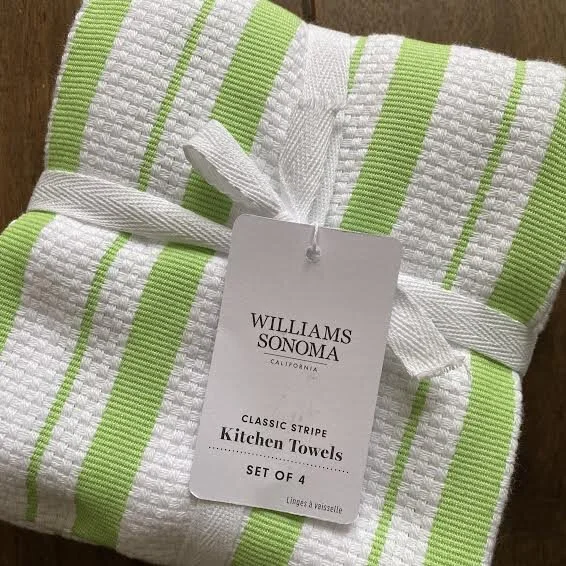 WILLIAMS
SONOMA
CALIFORNIA
CLASSIC STRIPE
Kitchen Towels
SET OF 4
Linges à vaisselle